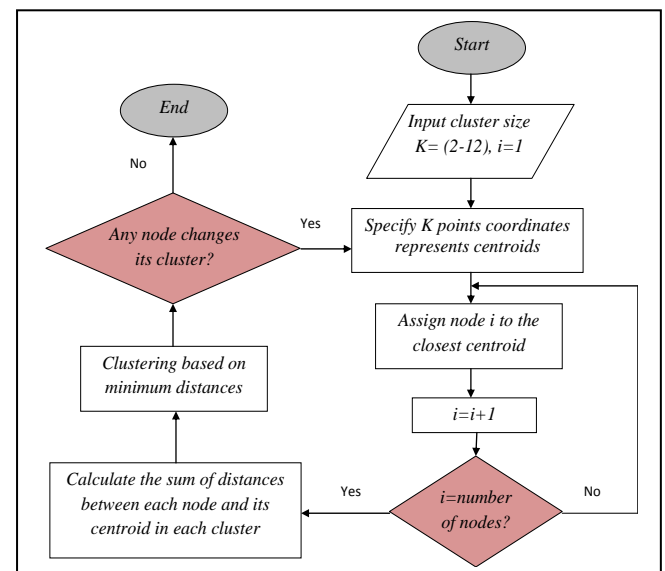 Start
Input cluster size
K= (2-12), i=1
Specify K points coordinates
represents centroids
Assign node i to the
closest centroid
i=i+1
i=number
of nodes?
No
Yes
Calculate the sum of distances
between each node and its
centroid in each cluster
Clustering based on
minimum distances
Any node changes
its cluster?
Yes
No
End